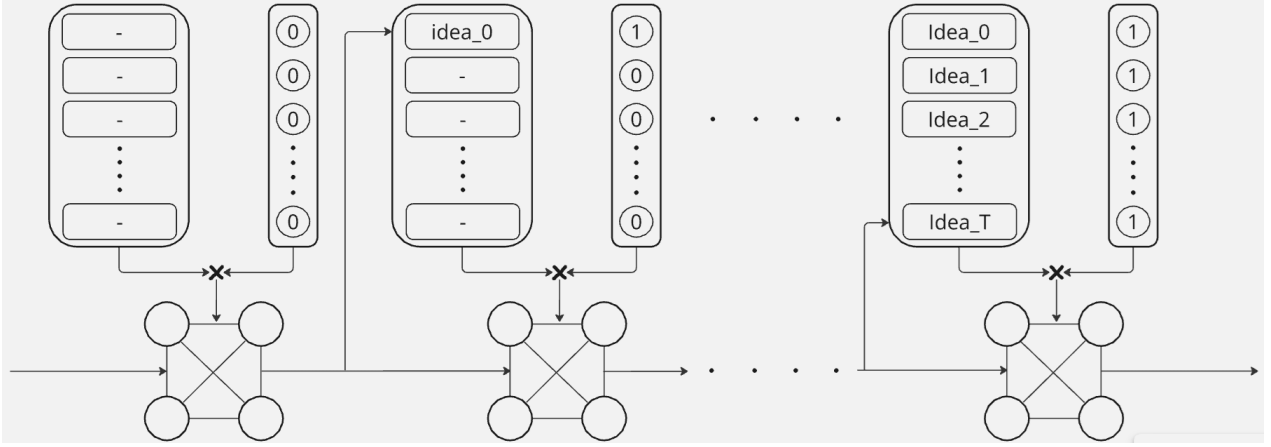 - 0 idea_0 1 Idea_0 1
- 0 - 0 Idea_1 1
- 0 - 0 Idea_2 1
- 0 - 0 Idea_T 1